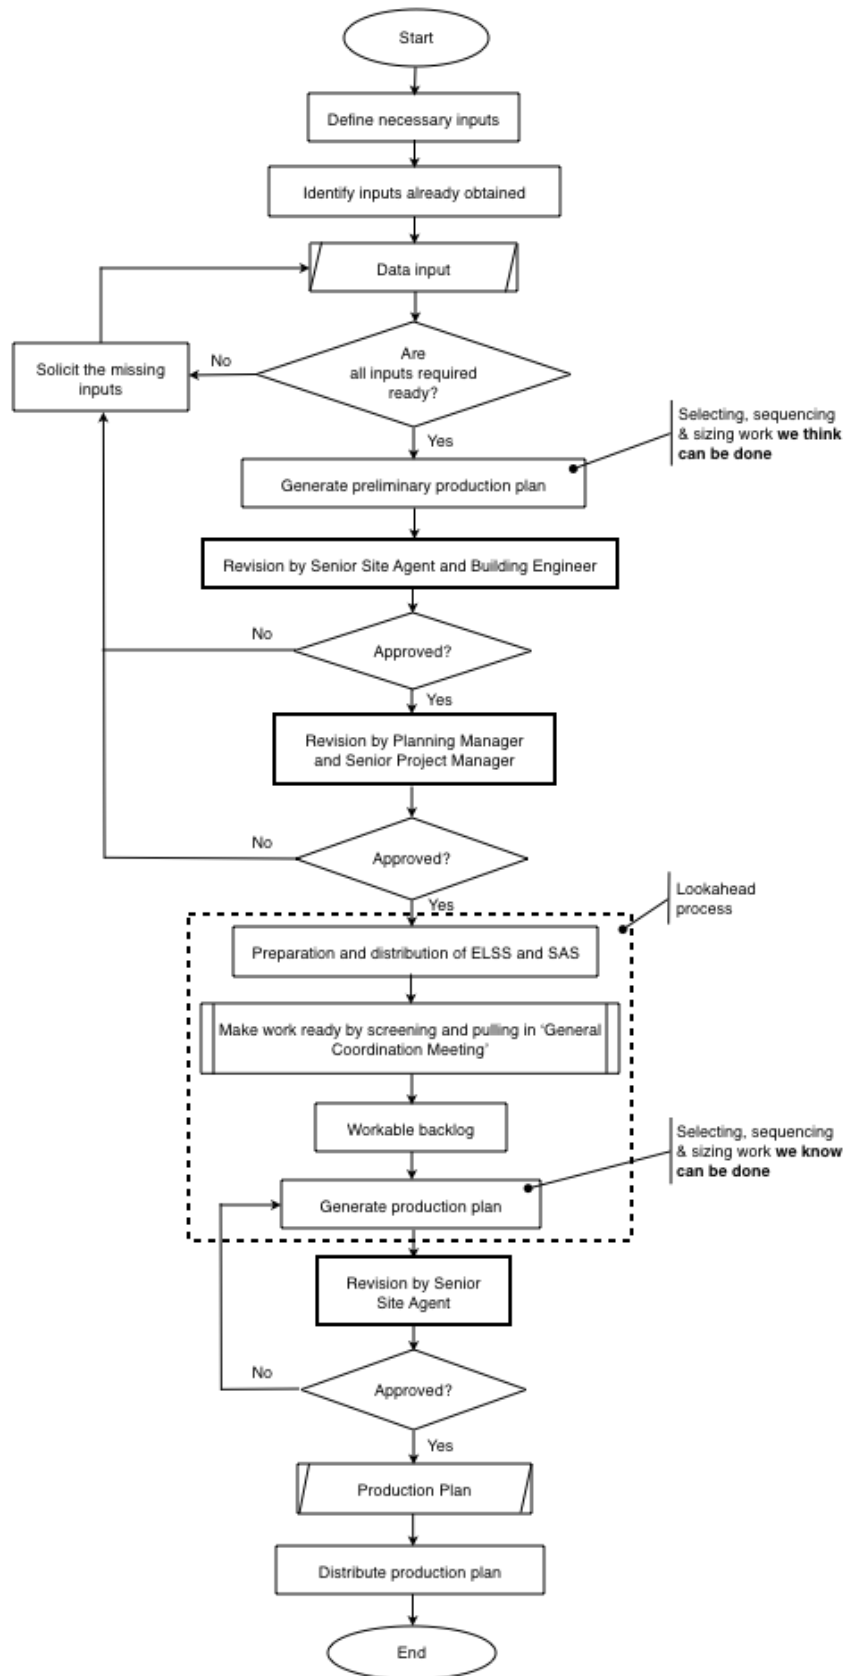 Start
Define necessary inputs
Identify inputs already obtained
Data input
Are
all inputs required
ready?
No
Solicit the missing
inputs
Yes
Selecting, sequencing
& sizing work we think
can be done
Generate preliminary production plan
Revision by Senior Site Agent and Building Engineer
No
Approved?
Yes
Revision by Planning Manager
and Senior Project Manager
No
Approved?
Yes
Lookahead
process
Preparation and distribution of ELSS and SAS
Make work ready by screening and pulling in ‘General
Coordination Meeting’
Workable backlog
Selecting, sequencing
& sizing work we know
can be done
Generate production plan
Revision by Senior
Site Agent
No
Approved?
Yes
Production Plan
Distribute production plan
End